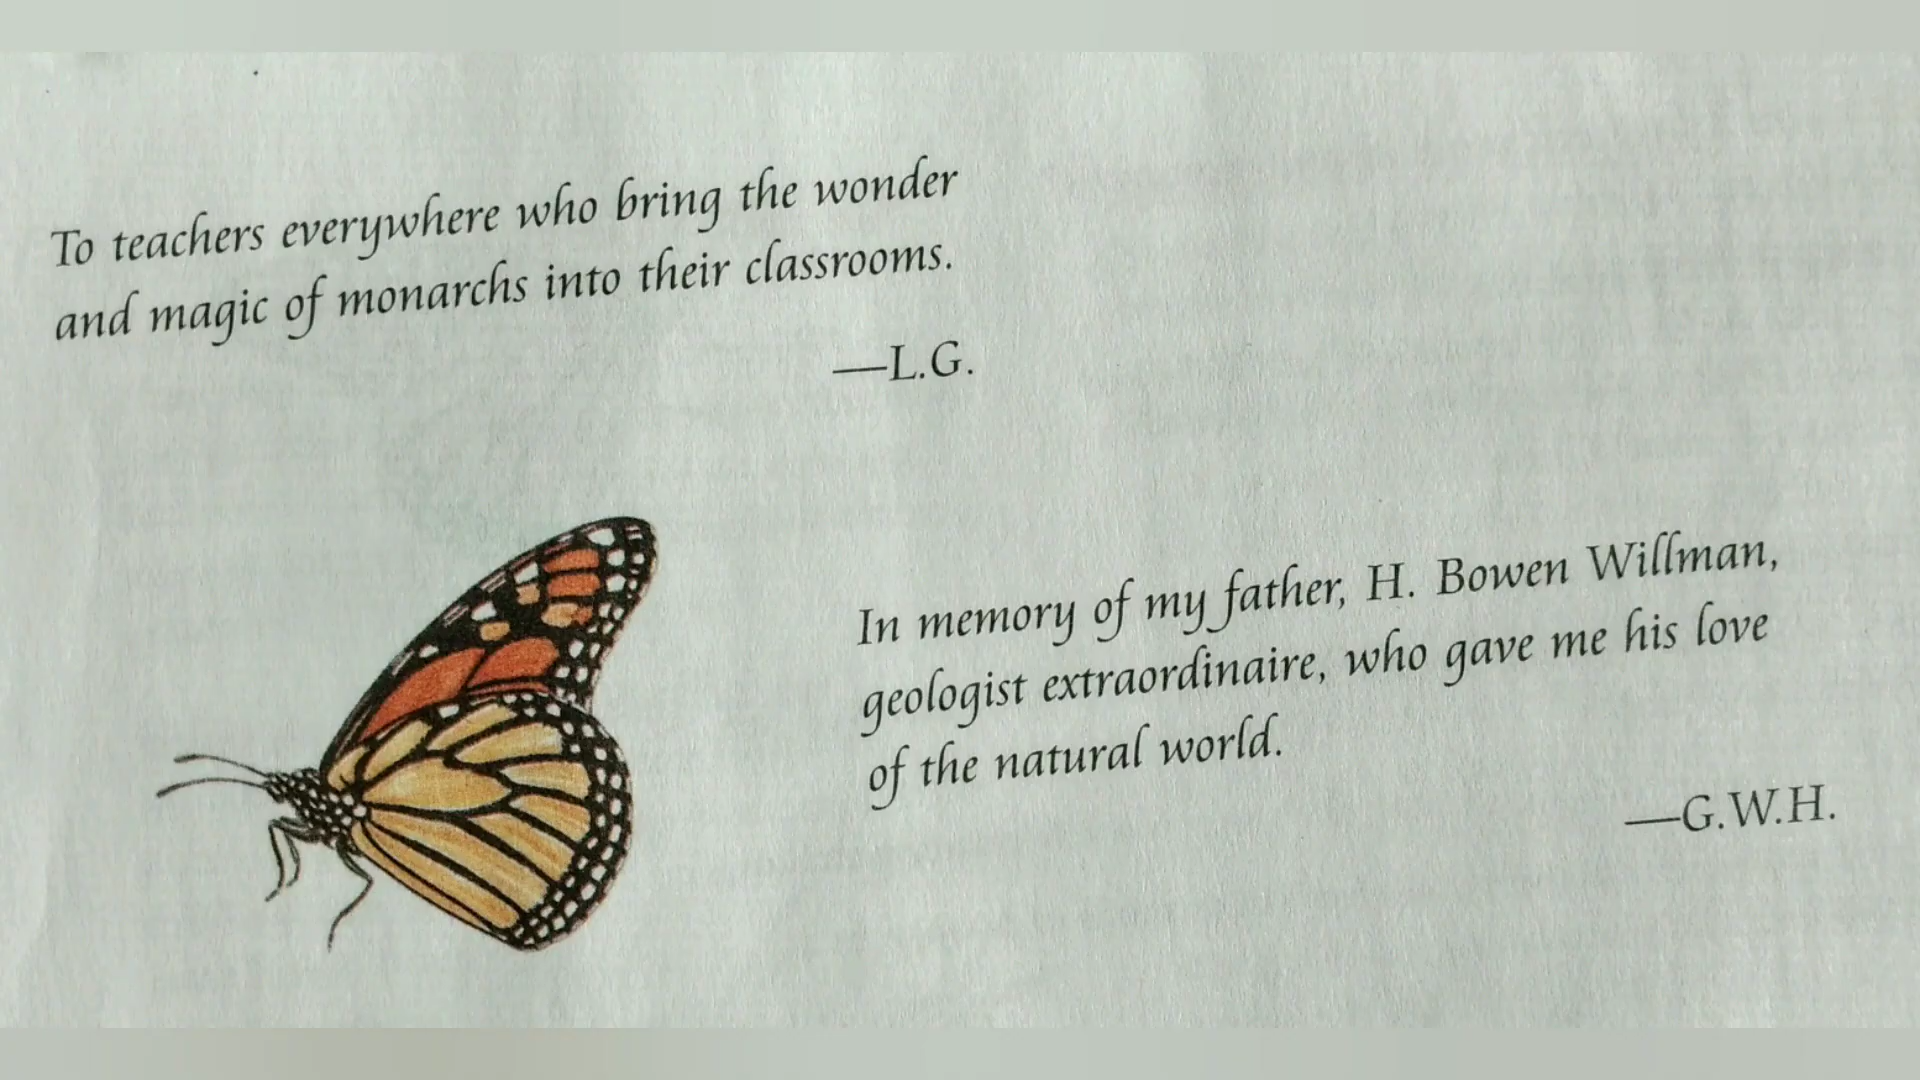 To teachers everywhere who bring the wonder
and magic of monarchs into their classrooms.
—L.G.
In memory of my father, H. Bowen Willman,
geologist extraordinaire, who gave me his love
of the natural world.
—G.W.H.